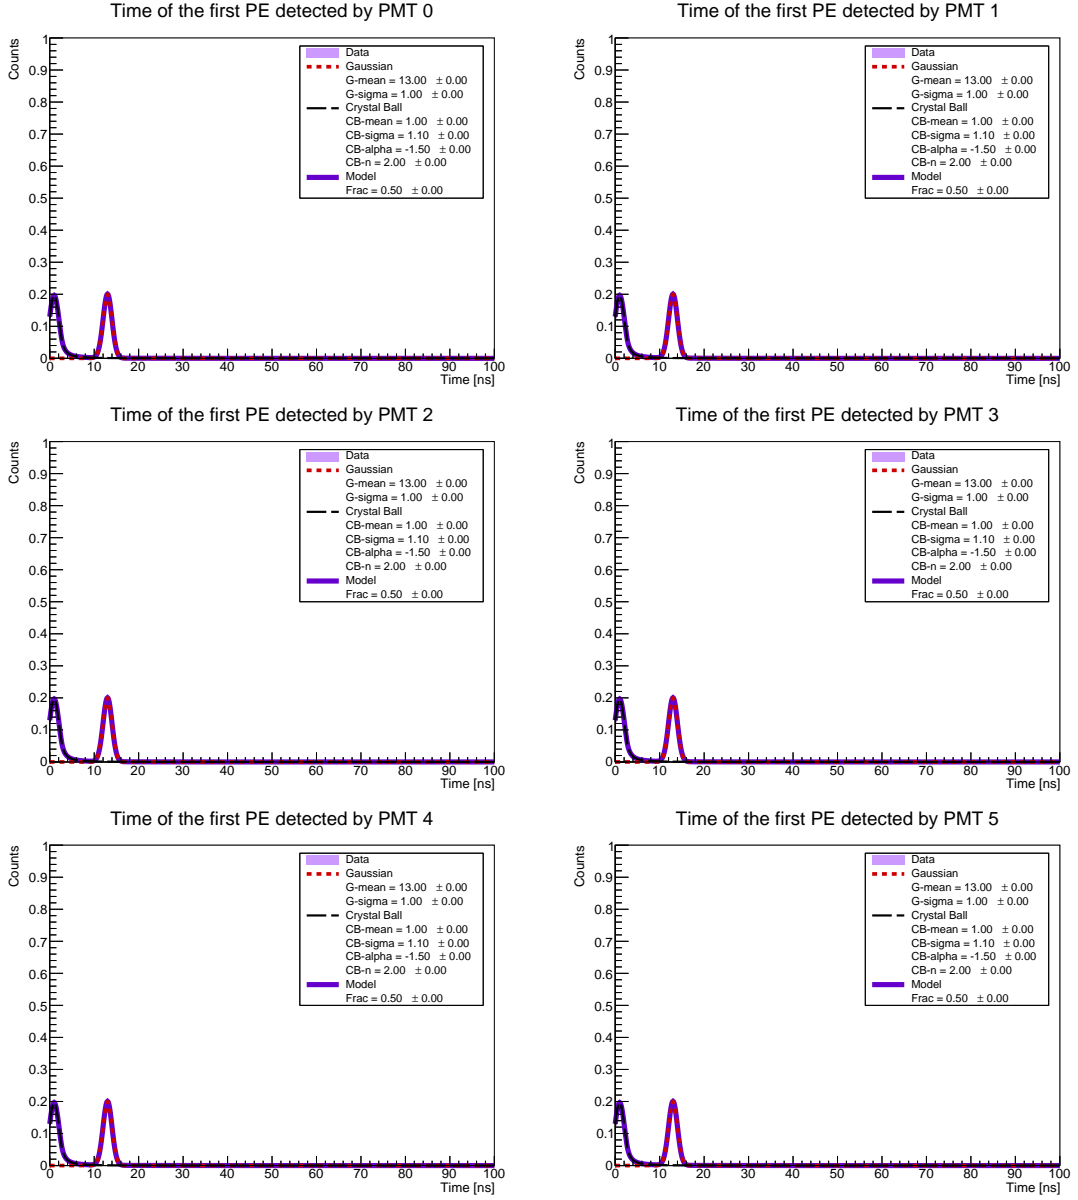 Time of the first PE detected by PMT 0
Counts
1
0.9
0.8
0.7
0.6
0.5
0.4
0.3
0.2
0.1
0
0 10 20 30 40 50 60 70 80 90 100
Time [ns]
Data
Gaussian
G-mean = 13.00 ± 0.00
G-sigma = 1.00 ± 0.00
Crystal Ball
CB-mean = 1.00 ± 0.00
CB-sigma = 1.10 ± 0.00
CB-alpha = -1.50 ± 0.00
CB-n = 2.00 ± 0.00
Model
Frac = 0.50 ± 0.00
Time of the first PE detected by PMT 1
Counts
1
0.9
0.8
0.7
0.6
0.5
0.4
0.3
0.2
0.1
0
0 10 20 30 40 50 60 70 80 90 100
Time [ns]
Data
Gaussian
G-mean = 13.00 ± 0.00
G-sigma = 1.00 ± 0.00
Crystal Ball
CB-mean = 1.00 ± 0.00
CB-sigma = 1.10 ± 0.00
CB-alpha = -1.50 ± 0.00
CB-n = 2.00 ± 0.00
Model
Frac = 0.50 ± 0.00
Time of the first PE detected by PMT 2
Counts
1
0.9
0.8
0.7
0.6
0.5
0.4
0.3
0.2
0.1
0
0 10 20 30 40 50 60 70 80 90 100
Time [ns]
Data
Gaussian
G-mean = 13.00 ± 0.00
G-sigma = 1.00 ± 0.00
Crystal Ball
CB-mean = 1.00 ± 0.00
CB-sigma = 1.10 ± 0.00
CB-alpha = -1.50 ± 0.00
CB-n = 2.00 ± 0.00
Model
Frac = 0.50 ± 0.00
Time of the first PE detected by PMT 3
Counts
1
0.9
0.8
0.7
0.6
0.5
0.4
0.3
0.2
0.1
0
0 10 20 30 40 50 60 70 80 90 100
Time [ns]
Data
Gaussian
G-mean = 13.00 ± 0.00
G-sigma = 1.00 ± 0.00
Crystal Ball
CB-mean = 1.00 ± 0.00
CB-sigma = 1.10 ± 0.00
CB-alpha = -1.50 ± 0.00
CB-n = 2.00 ± 0.00
Model
Frac = 0.50 ± 0.00
Time of the first PE detected by PMT 4
Counts
1
0.9
0.8
0.7
0.6
0.5
0.4
0.3
0.2
0.1
0
0 10 20 30 40 50 60 70 80 90 100
Time [ns]
Data
Gaussian
G-mean = 13.00 ± 0.00
G-sigma = 1.00 ± 0.00
Crystal Ball
CB-mean = 1.00 ± 0.00
CB-sigma = 1.10 ± 0.00
CB-alpha = -1.50 ± 0.00
CB-n = 2.00 ± 0.00
Model
Frac = 0.50 ± 0.00
Time of the first PE detected by PMT 5
Counts
1
0.9
0.8
0.7
0.6
0.5
0.4
0.3
0.2
0.1
0
0 10 20 30 40 50 60 70 80 90 100
Time [ns]
Data
Gaussian
G-mean = 13.00 ± 0.00
G-sigma = 1.00 ± 0.00
Crystal Ball
CB-mean = 1.00 ± 0.00
CB-sigma = 1.10 ± 0.00
CB-alpha = -1.50 ± 0.00
CB-n = 2.00 ± 0.00
Model
Frac = 0.50 ± 0.00